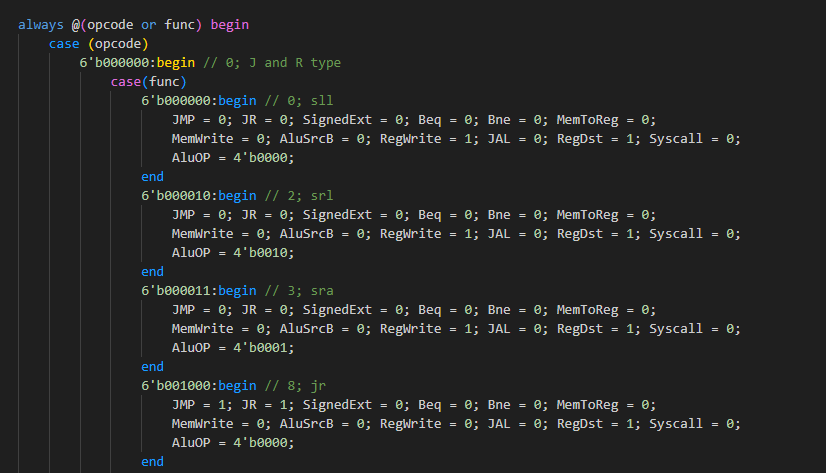 always @(opcode or func) begin
case (opcode)
6'b000000:begin // 0; J and R type
case(func)
6'b000000:begin // 0; sll
JMP = 0; JR = 0; SignedExt = 0; Beq = 0; Bne = 0; MemToReg = 0;
MemWrite = 0; AluSrcB = 0; RegWrite = 1; JAL = 0; RegDst = 1; Syscall = 0;
AluOP = 4'b0000;
end
6'b000010:begin // 2; srl
JMP = 0; JR = 0; SignedExt = 0; Beq = 0; Bne = 0; MemToReg = 0;
MemWrite = 0; AluSrcB = 0; RegWrite = 1; JAL = 0; RegDst = 1; Syscall = 0;
AluOP = 4'b0010;
end
6'b000011:begin // 3; sra
JMP = 0; JR = 0; SignedExt = 0; Beq = 0; Bne = 0; MemToReg = 0;
MemWrite = 0; AluSrcB = 0; RegWrite = 1; JAL = 0; RegDst = 1; Syscall = 0;
AluOP = 4'b0001;
end
6'b001000:begin // 8; jr
JMP = 1; JR = 1; SignedExt = 0; Beq = 0; Bne = 0; MemToReg = 0;
MemWrite = 0; AluSrcB = 0; RegWrite = 0; JAL = 0; RegDst = 1; Syscall = 0;
AluOP = 4'b0000;
end